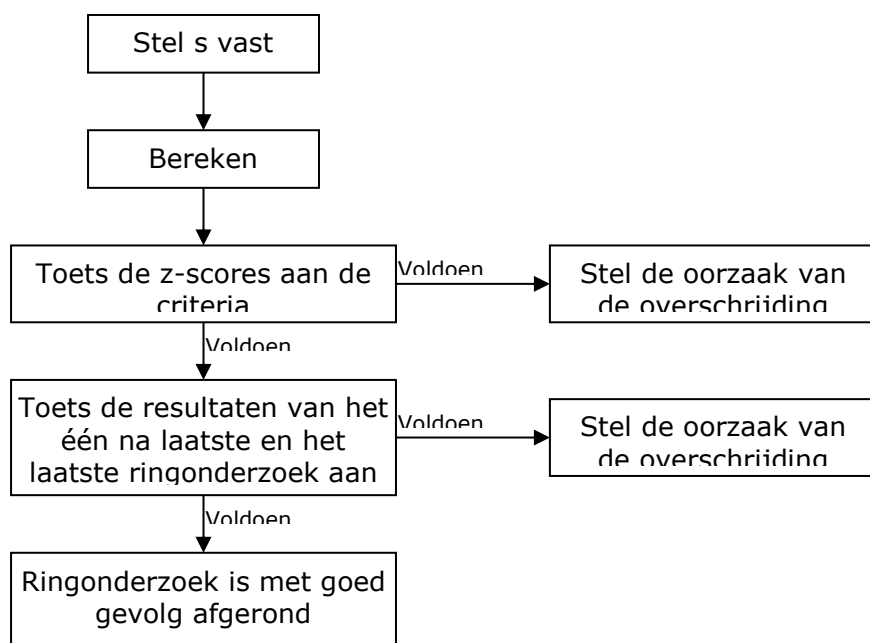 Stel s vast
Bereken
Toets de z-scores aan de
criteria
Voldoen
Stel de oorzaak van
de overschrijding
Voldoen
Toets de resultaten van het
één na laatste en het
laatste ringonderzoek aan
Voldoen
Stel de oorzaak van
de overschrijding
Voldoen
Ringonderzoek is met goed
gevolg afgerond